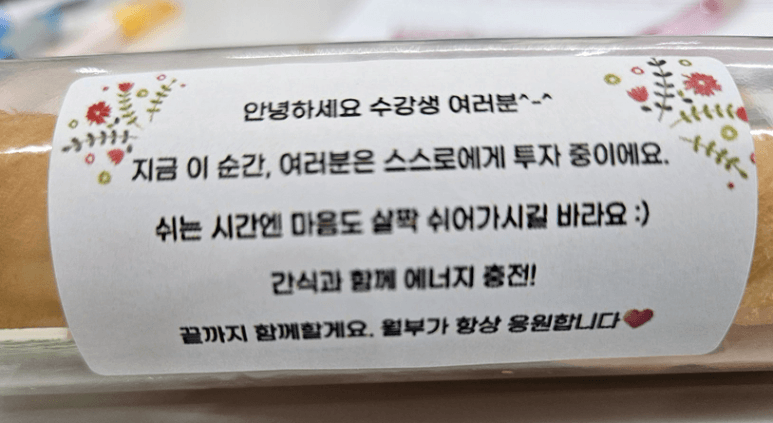 안녕하세요 수강생 여러분^-^
지금 이 순간, 여러분은 스스로에게 투자 중이에요.
쉬는 시간엔 마음도 살짝 쉬어가시길 바라요 :)
간식과 함께 에너지 충전!
끝까지 함께할게요. 월부가 항상 응원합니다❤